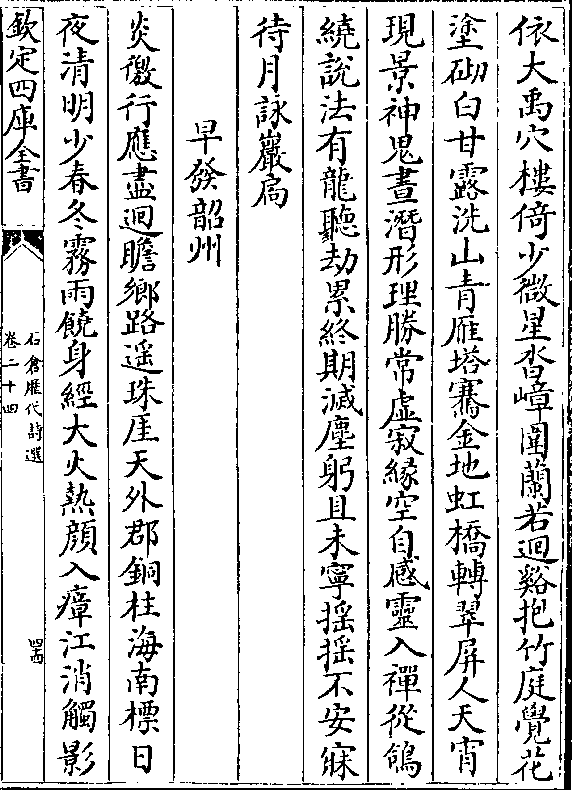 依大禹穴樓倚少微星沓嶂圍蘭若迴谿抱竹庭覺花
塗砌白甘露洗山青雁塔騫金地虹橋轉翠屏人天宵
現景神鬼晝潛形理勝常虛寂緣空自感靈入禪從鴿
繞說法有龍聽劫累終期滅塵躬且未寧摇摇不安寐
待月詠巖扃
早發韶州
炎徼行應盡迴瞻鄉路遥珠厓天外郡銅柱海南標日
夜清明少春冬霧雨饒身經大火熱顔入瘴江消觸影
欽定四庫全書
石倉歷代詩選
卷二十四
四西